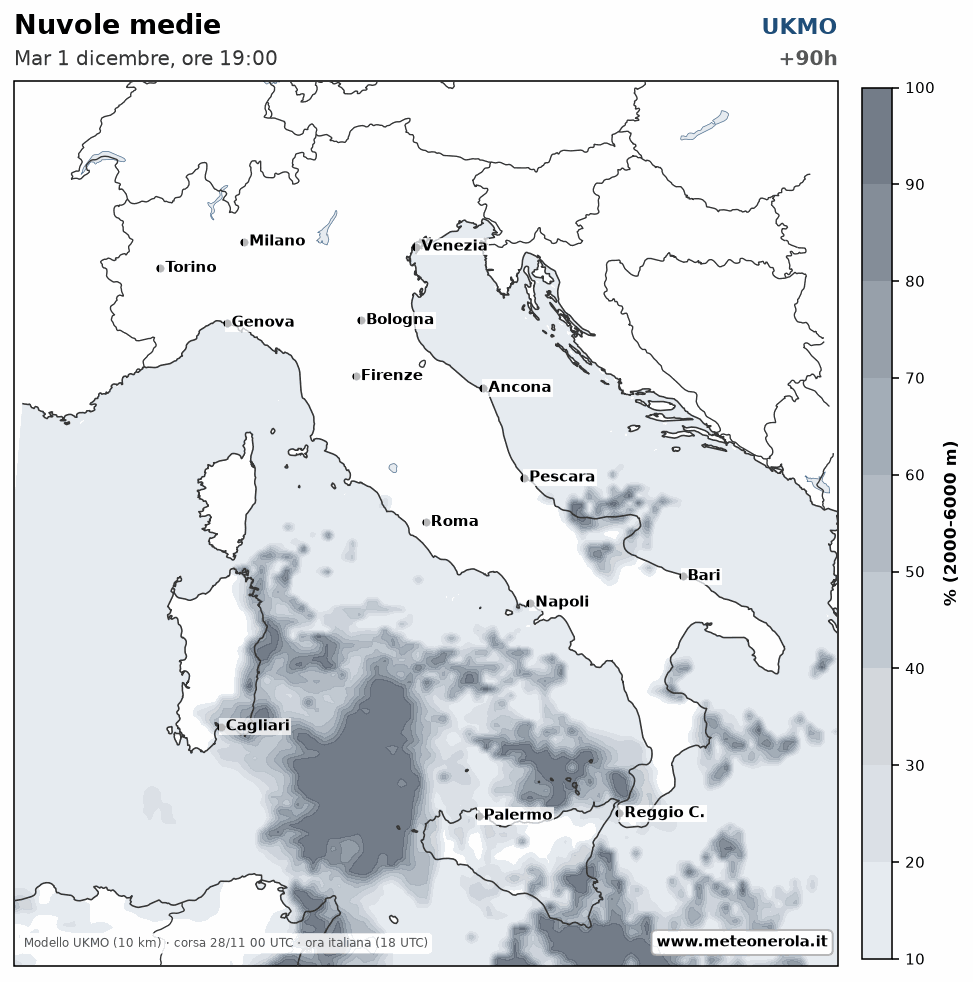 Nuvole medie
UKMO
Mar 1 dicembre, ore 19:00
+90h
Milano
Venezia
Torino
Genova
Bologna
Firenze
Ancona
Pescara
Roma
Bari
Napoli
Cagliari
Palermo
Reggio C.
Modello UKMO (10 km) · corsa 28/11 00 UTC · ora italiana (18 UTC)
www.meteonerola.it
100
90
80
70
60
50
40
30
20
10
% (2000-6000 m)